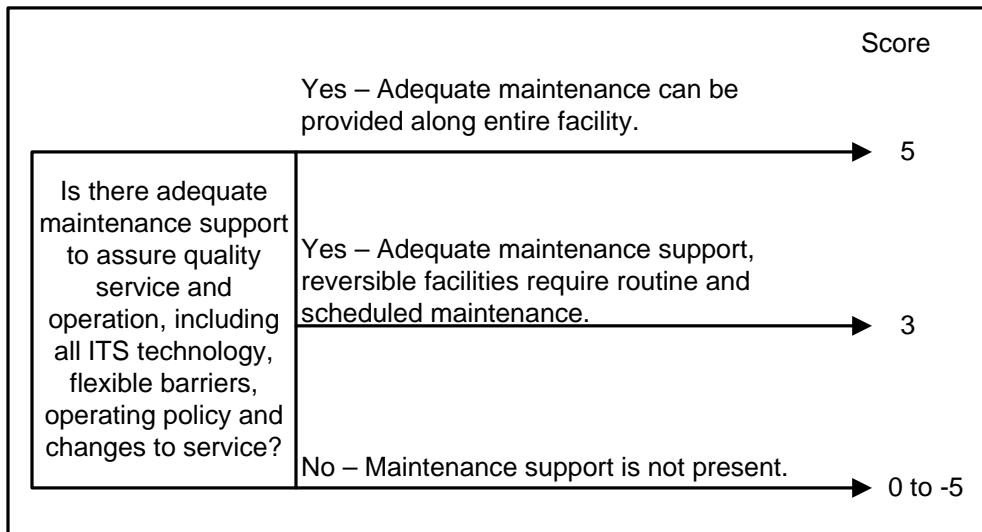 Score
Yes – Adequate maintenance can be
provided along entire facility.
5
Is there adequate
maintenance support
to assure quality
service and
operation, including
all ITS technology,
flexible barriers,
operating policy and
changes to service?
Yes – Adequate maintenance support,
reversible facilities require routine and
scheduled maintenance.
3
No – Maintenance support is not present.
0 to -5